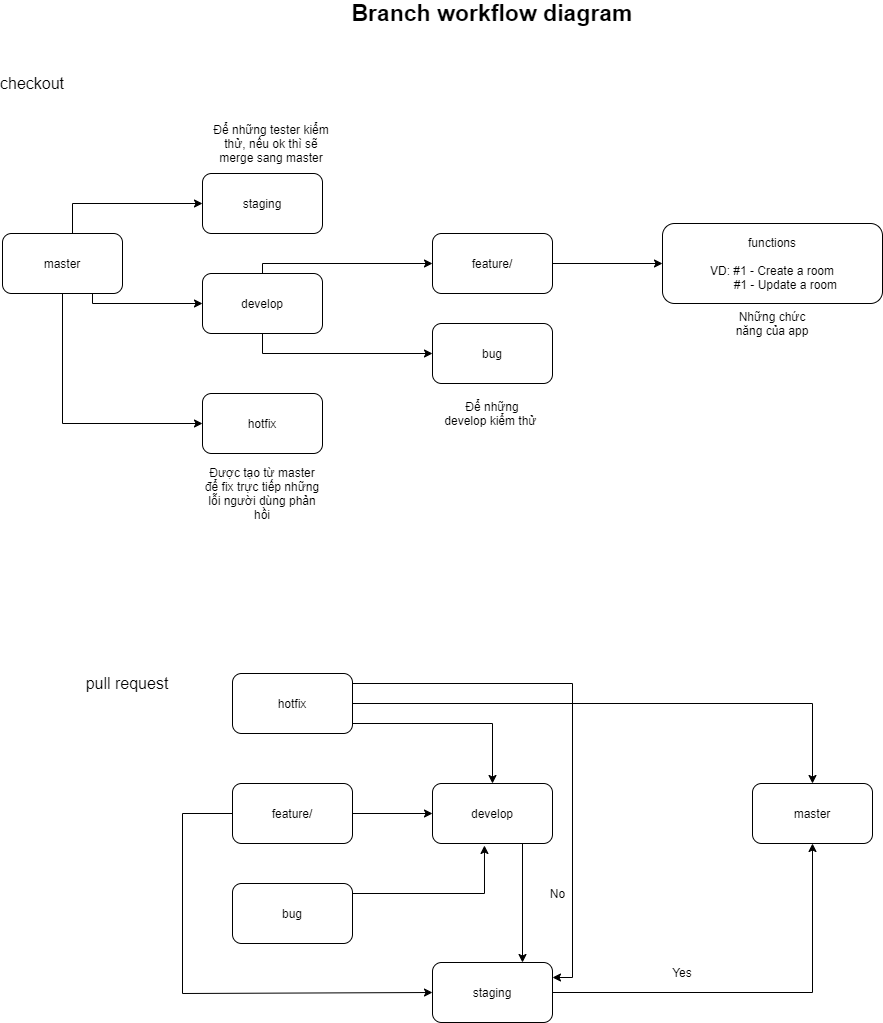 Branch workflow diagram
checkout
Để những tester kiểm
thử, nếu ok thì sẽ
merge sang master
staging
master
develop
feature/
functions
VD: #1 - Create a room
#1 - Update a room
Những chức
năng của app
bug
Để những
develop kiểm thử
hotfix
Được tạo từ master
để fix trực tiếp những
lỗi người dùng phản
hồi
pull request
hotfix
feature/
develop
master
bug
No
Yes
staging